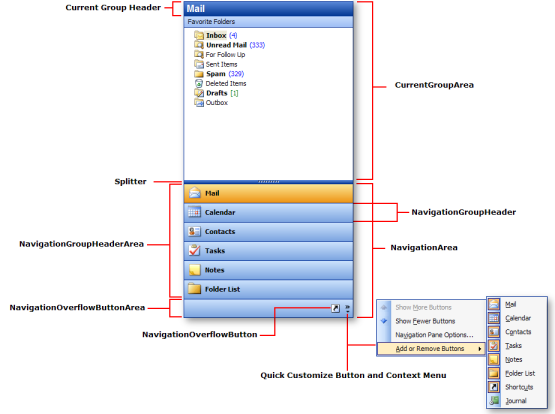 Current Group Header
Mail
Favorite Folders
Inbox (4)
Unread Mail (333)
For Follow Up
Sent Items
Spam (329)
Deleted Items
Drafts [1]
Outbox
CurrentGroupArea
Splitter
Mail
Calendar
Contacts
Tasks
Notes
Folder List
NavigationGroupHeader
NavigationGroupHeaderArea
NavigationArea
NavigationOverflowButtonArea
NavigationOverflowButton
Show More Buttons
Show Fewer Buttons
Navigation Pane Options...
Add or Remove Buttons
Mail
Calendar
Contacts
Tasks
Notes
Folder List
Shortcuts
Journal
Quick Customize Button and Context Menu